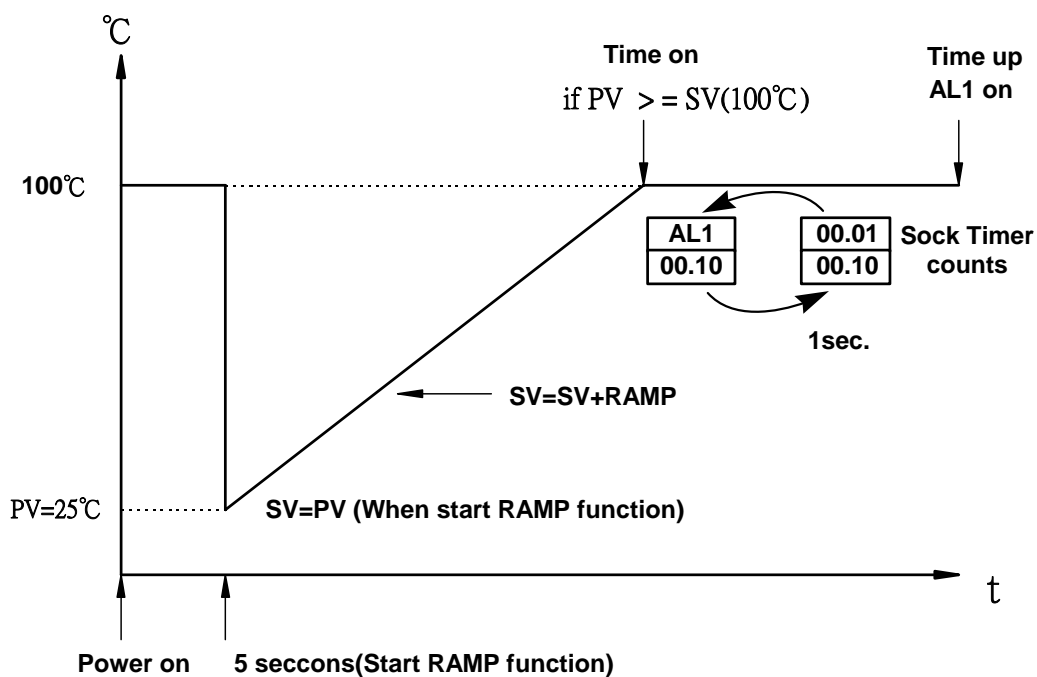 ℃
Time on
if PV >= SV(100℃)
Time up
AL1 on
100℃
AL1
00.10
00.01
00.10
Sock Timer
counts
1sec.
SV=SV+RAMP
PV=25℃
SV=PV (When start RAMP function)
t
Power on
5 seccons(Start RAMP function)